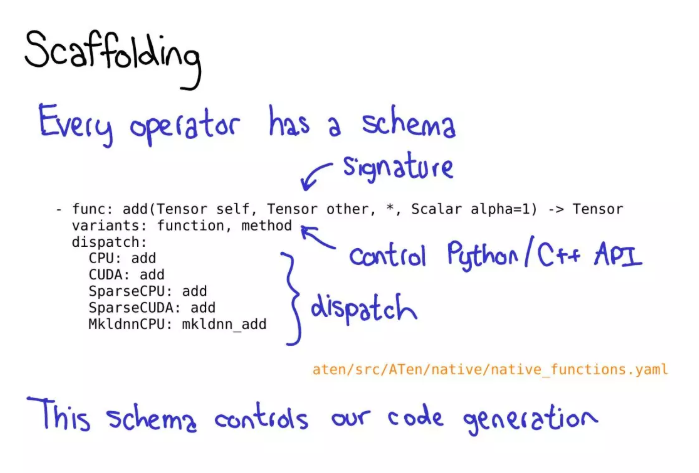 Scaffolding
Every operator has a schema
signature
- func: add(Tensor self, Tensor other, *, Scalar alpha=1) -> Tensor
variants: function, method
control Python/C++ API
dispatch:
CPU: add
CUDA: add
SparseCPU: add
SparseCUDA: add
MkldnnCPU: mkldnn_add
dispatch
aten/src/ATen/native/native_functions.yaml
This schema controls our code generation